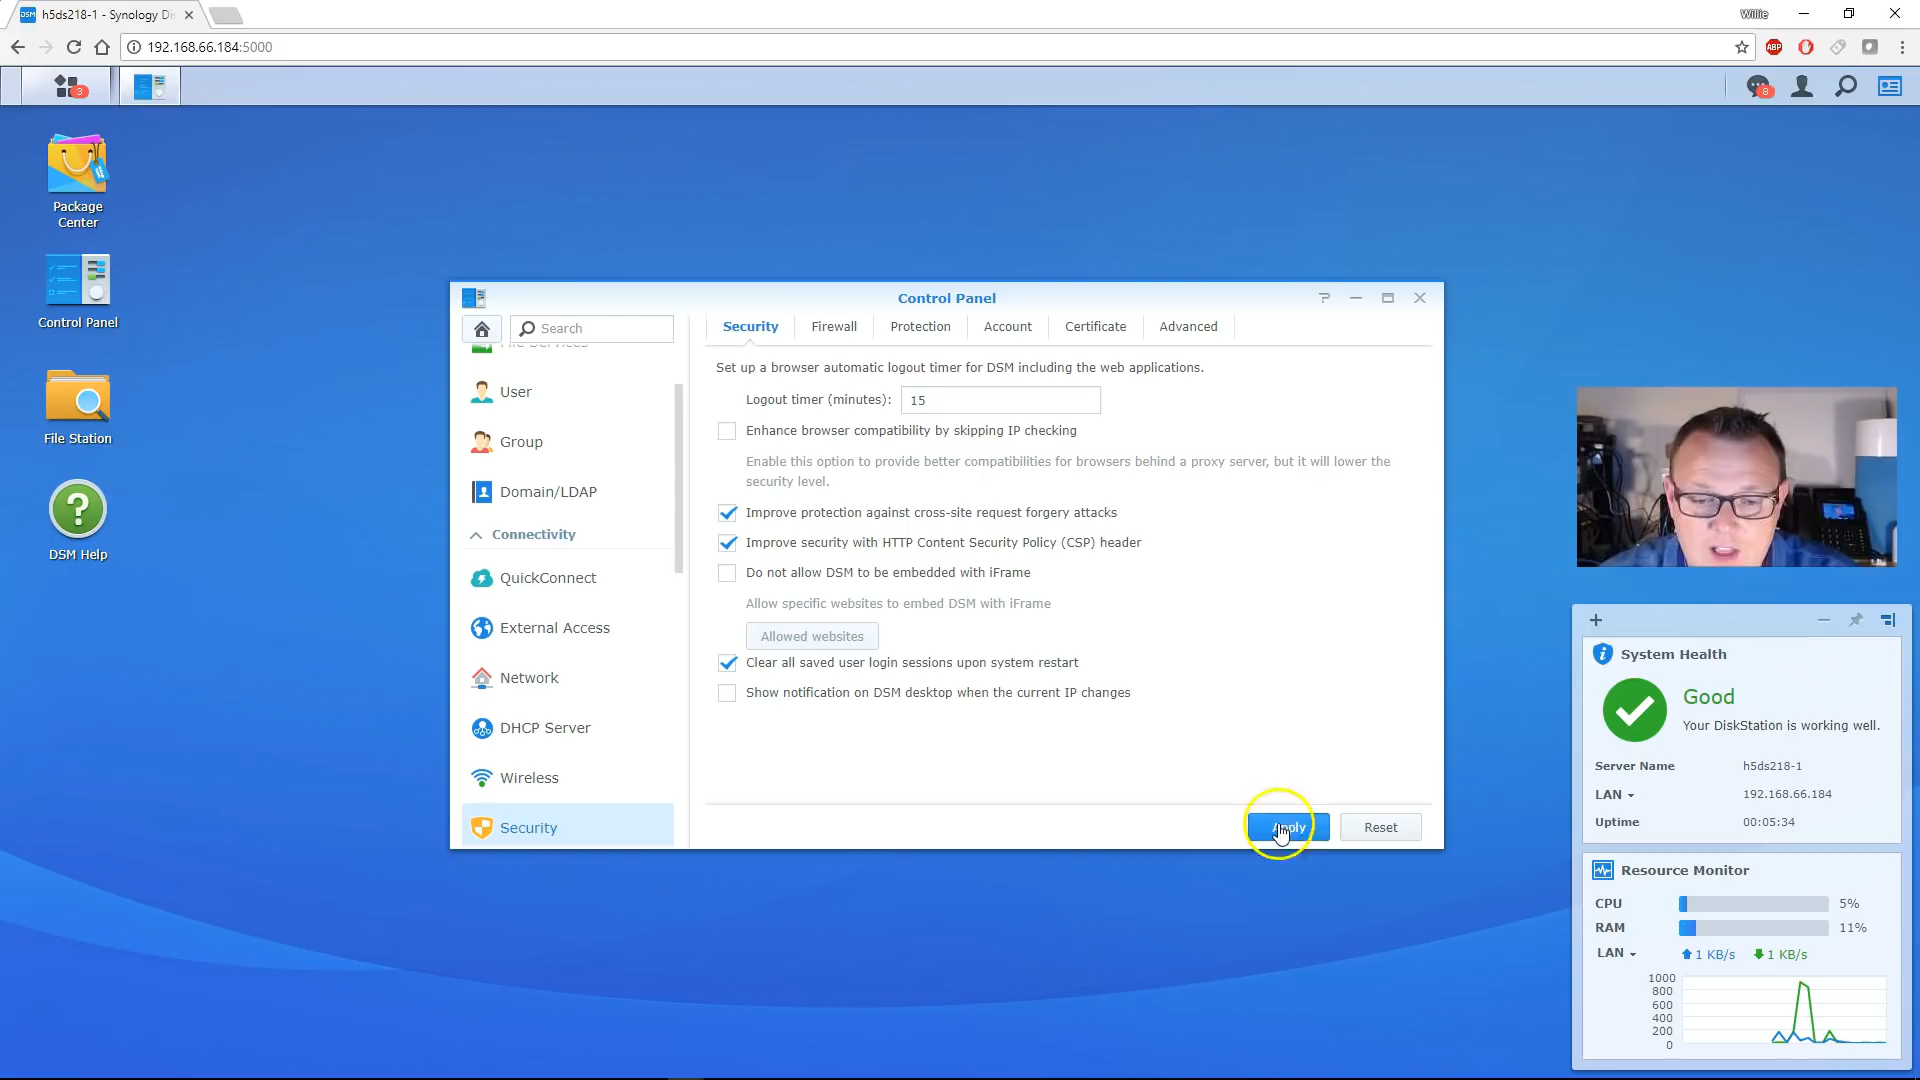 h5ds218-1 - Synology Di
Willie
192.168.66.184:5000
ABP
3
8
Package
Center
Control Panel
File Station
DSM Help
Control Panel
Search
Security
Firewall
Protection
Account
Certificate
Advanced
File Services
User
Group
Domain/LDAP
Connectivity
QuickConnect
External Access
Network
DHCP Server
Wireless
Security
Set up a browser automatic logout timer for DSM including the web applications.
Logout timer (minutes): 15
Enhance browser compatibility by skipping IP checking
Enable this option to provide better compatibilities for browsers behind a proxy server, but it will lower the
security level.
Improve protection against cross-site request forgery attacks
Improve security with HTTP Content Security Policy (CSP) header
Do not allow DSM to be embedded with iFrame
Allow specific websites to embed DSM with iFrame
Allowed websites
Clear all saved user login sessions upon system restart
Show notification on DSM desktop when the current IP changes
Apply
Reset
System Health
Good
Your DiskStation is working well.
Server Name h5ds218-1
LAN 192.168.66.184
Uptime 00:05:34
Resource Monitor
CPU 5%
RAM 11%
LAN 1 KB/s 1 KB/s
1000
800
600
400
200
0